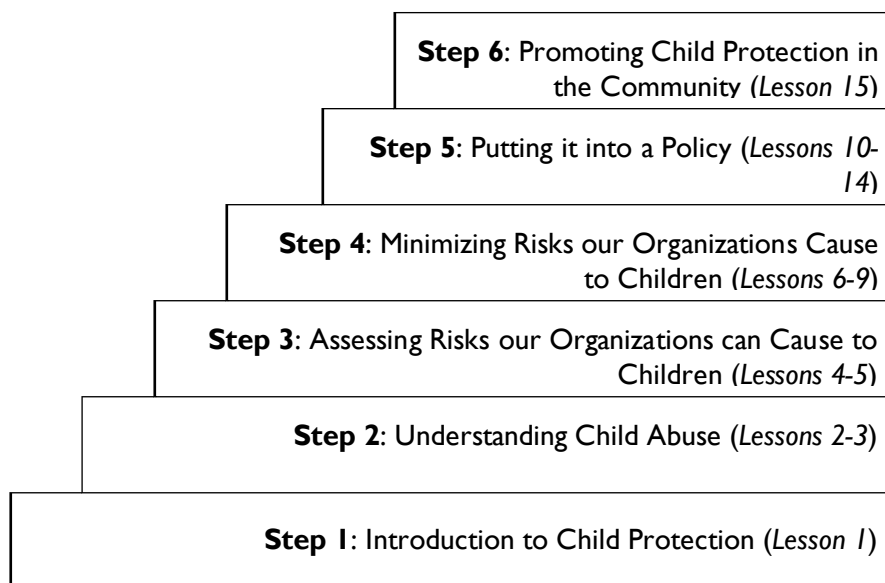 Step 6: Promoting Child Protection in
the Community (Lesson 15)
Step 5: Putting it into a Policy (Lessons 10-
14)
Step 4: Minimizing Risks our Organizations Cause
to Children (Lessons 6-9)
Step 3: Assessing Risks our Organizations can Cause to
Children (Lessons 4-5)
Step 2: Understanding Child Abuse (Lessons 2-3)
Step 1: Introduction to Child Protection (Lesson 1)